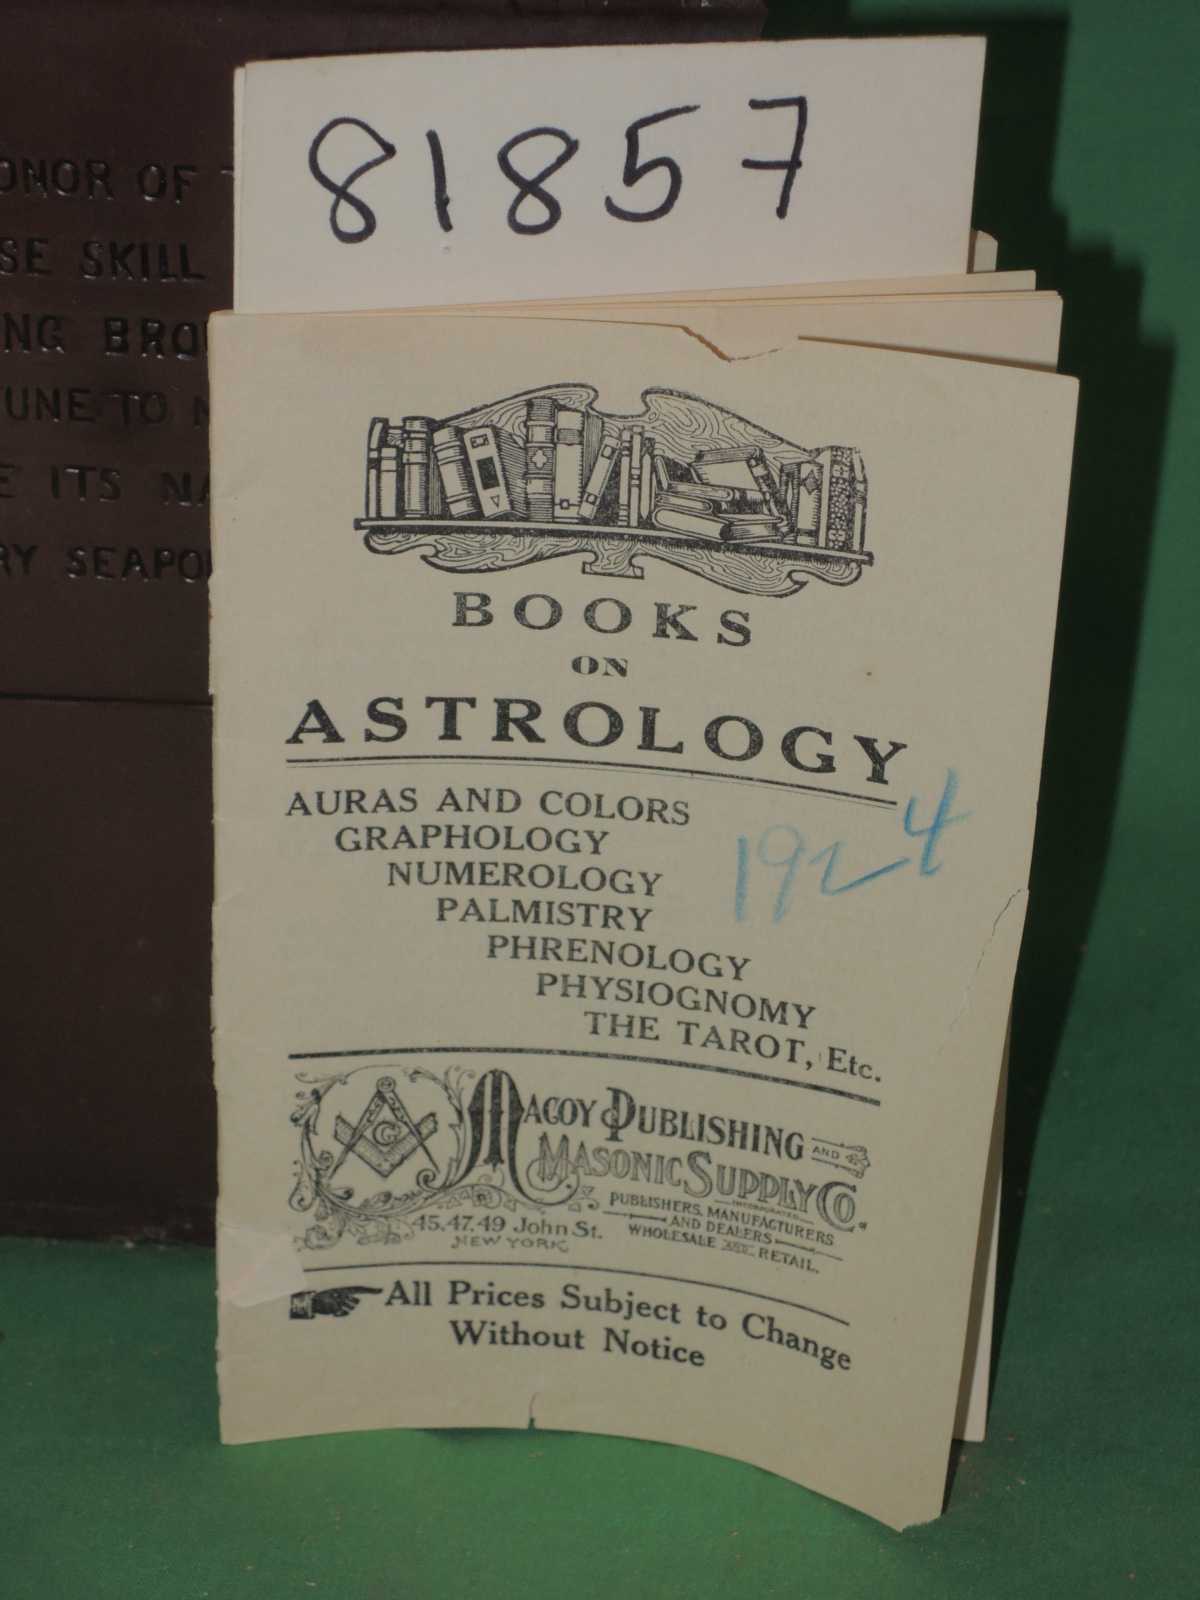 81857
ONOR OF T
SE SKILL
NG BRO
UNE TO N
E ITS NA
RY SEAPO
BOOKS
ON
ASTROLOGY
AURAS AND COLORS
GRAPHOLOGY
NUMEROLOGY
PALMISTRY
PHRENOLOGY
PHYSIOGNOMY
THE TAROT, Etc.
1924
G
MACOY PUBLISHING AND
MASONIC SUPPLY CO.
INCORPORATED
PUBLISHERS, MANUFACTURERS
AND DEALERS
WHOLESALE AND RETAIL.
45.47.49 John St.
NEW YORK
All Prices Subject to Change
Without Notice